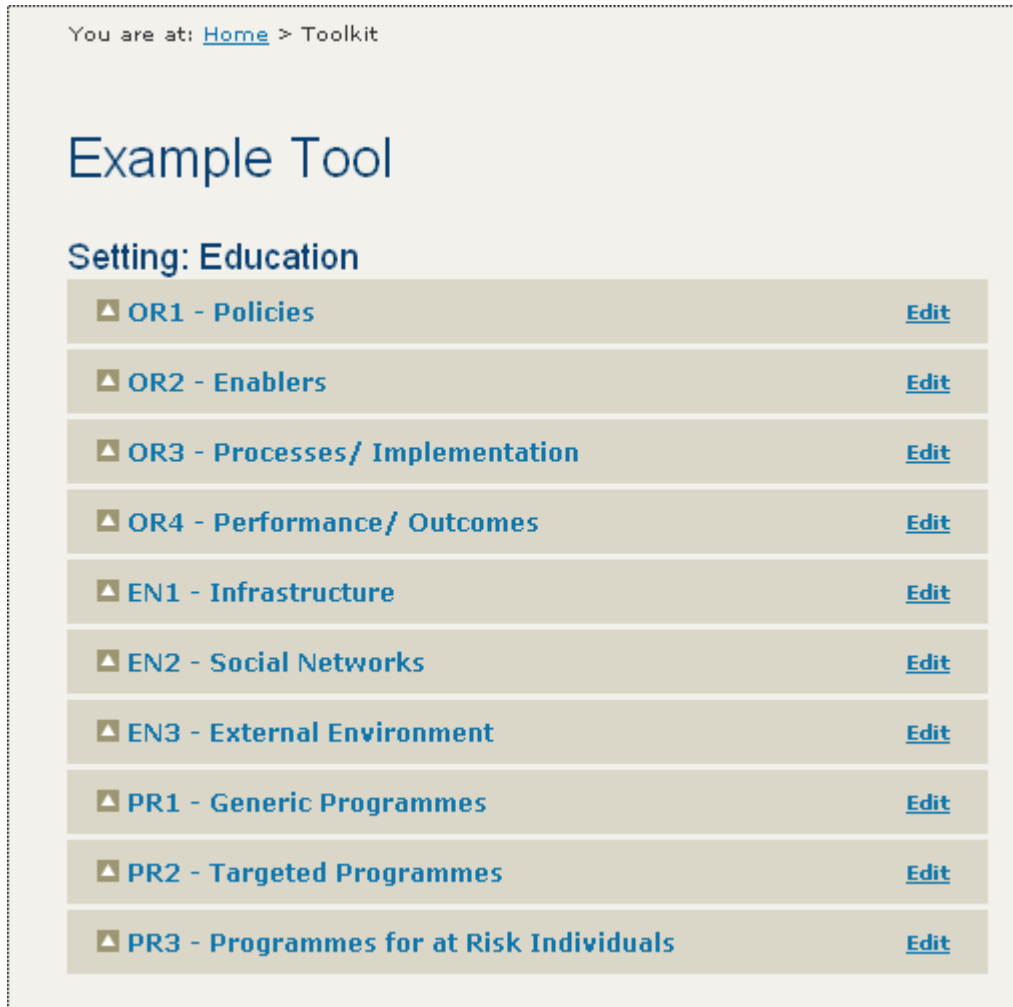 You are at: Home > Toolkit
Example Tool
Setting: Education
OR1 - Policies Edit
OR2 - Enablers Edit
OR3 - Processes/ Implementation Edit
OR4 - Performance/ Outcomes Edit
EN1 - Infrastructure Edit
EN2 - Social Networks Edit
EN3 - External Environment Edit
PR1 - Generic Programmes Edit
PR2 - Targeted Programmes Edit
PR3 - Programmes for at Risk Individuals Edit